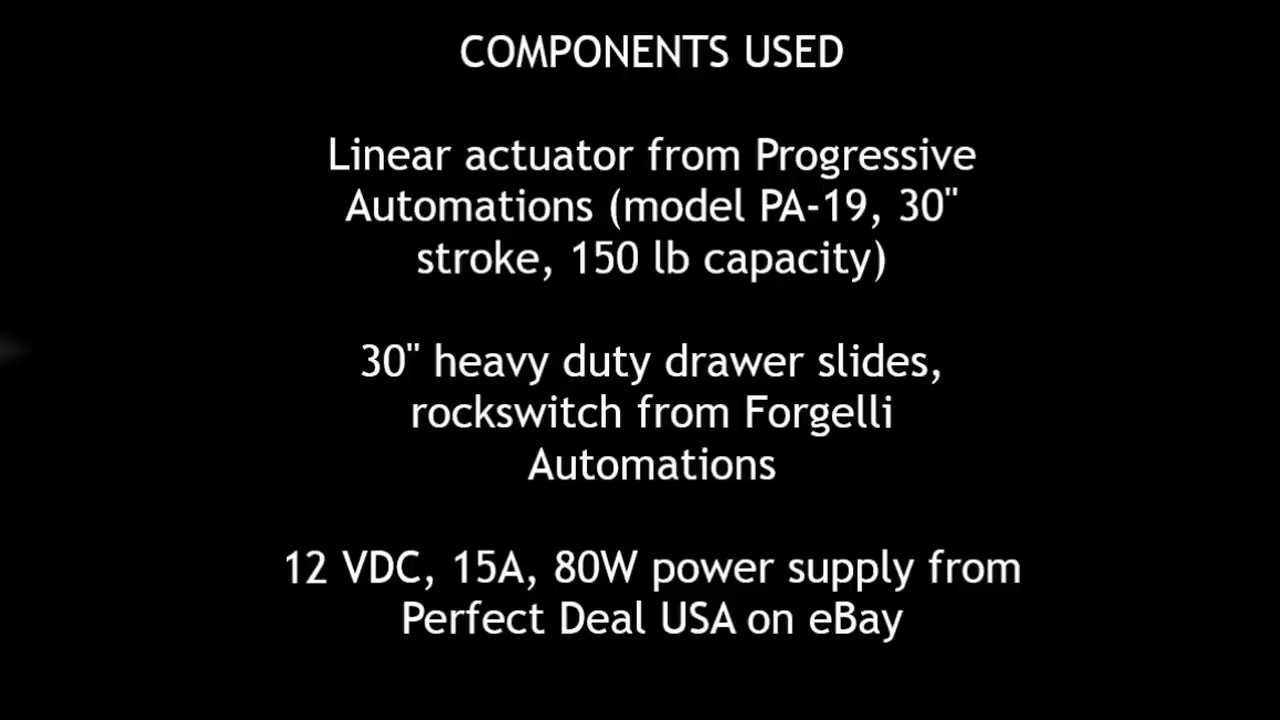 COMPONENTS USED
Linear actuator from Progressive
Automations (model PA-19, 30"
stroke, 150 lb capacity)
30" heavy duty drawer slides,
rockswitch from Forgelli
Automations
12 VDC, 15A, 80W power supply from
Perfect Deal USA on eBay